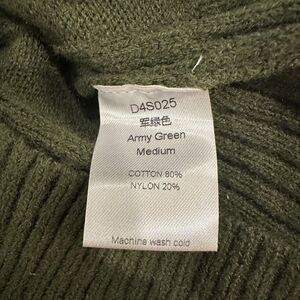 D4S025
军绿色
Army Green
Medium
COTTON 80%
NYLON 20%
Machine wash cold